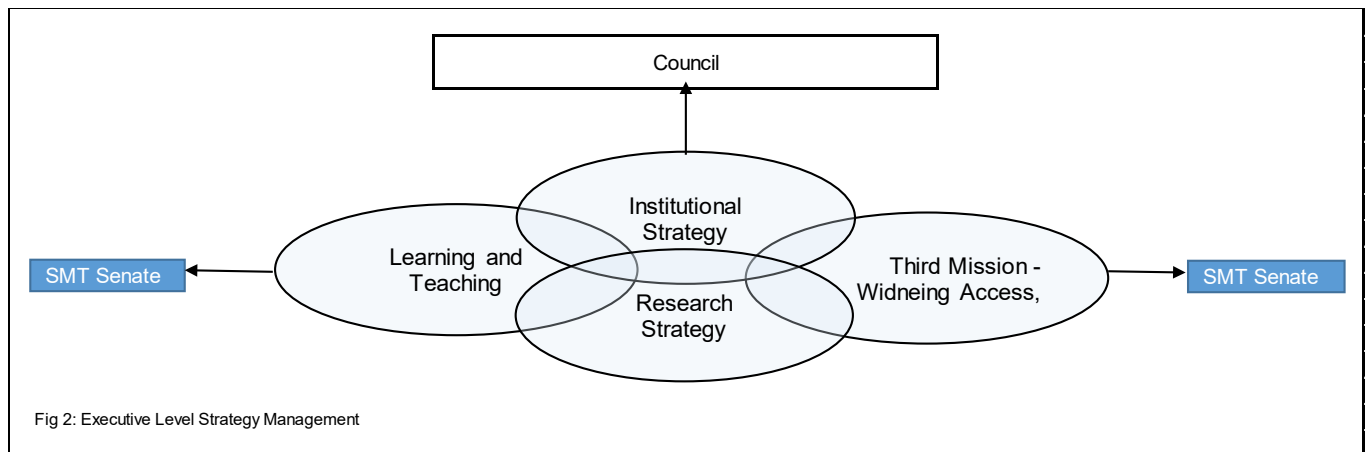 Council
Institutional
Strategy
Learning and
Teaching
Third Mission -
Widneing Access,
SMT Senate
SMT Senate
Research
Strategy
Fig 2: Executive Level Strategy Management